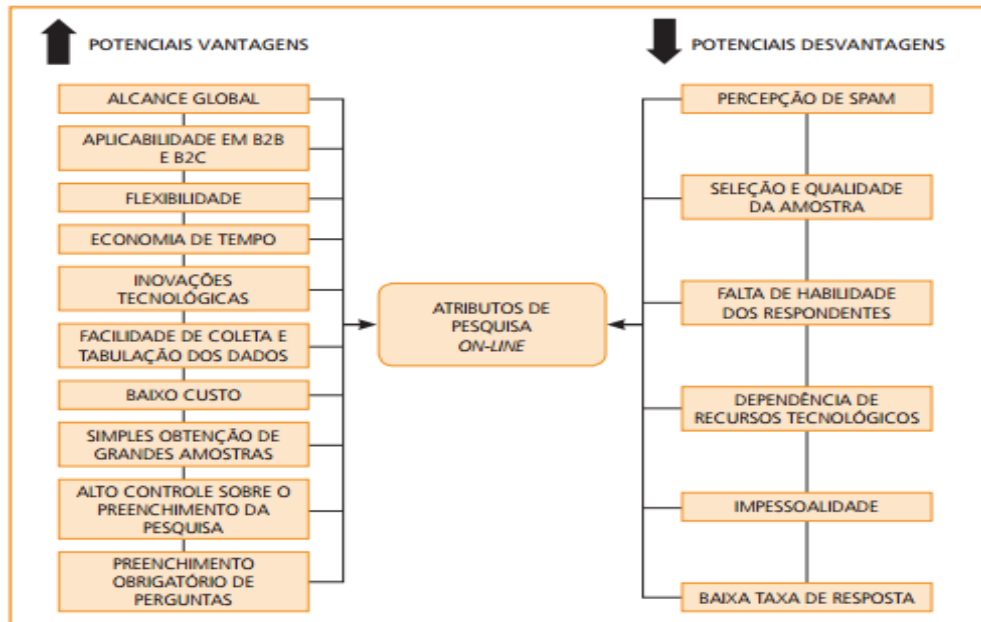 POTENCIAIS VANTAGENS
ALCANCE GLOBAL
APLICABILIDADE EM B2B
E B2C
FLEXIBILIDADE
ECONOMIA DE TEMPO
INOVAÇÕES
TECNOLÓGICAS
FACILIDADE DE COLETA E
TABULAÇÃO DOS DADOS
BAIXO CUSTO
SIMPLES OBTENÇÃO DE
GRANDES AMOSTRAS
ALTO CONTROLE SOBRE O
PREENCHIMENTO DA
PESQUISA
PREENCHIMENTO
OBRIGATÓRIO DE
PERGUNTAS
ATRIBUTOS DE
PESQUISA
ON-LINE
POTENCIAIS DESVANTAGENS
PERCEPÇÃO DE SPAM
SELEÇÃO E QUALIDADE
DA AMOSTRA
FALTA DE HABILIDADE
DOS RESPONDENTES
DEPENDÊNCIA DE
RECURSOS TECNOLÓGICOS
IMPESSOALIDADE
BAIXA TAXA DE RESPOSTA